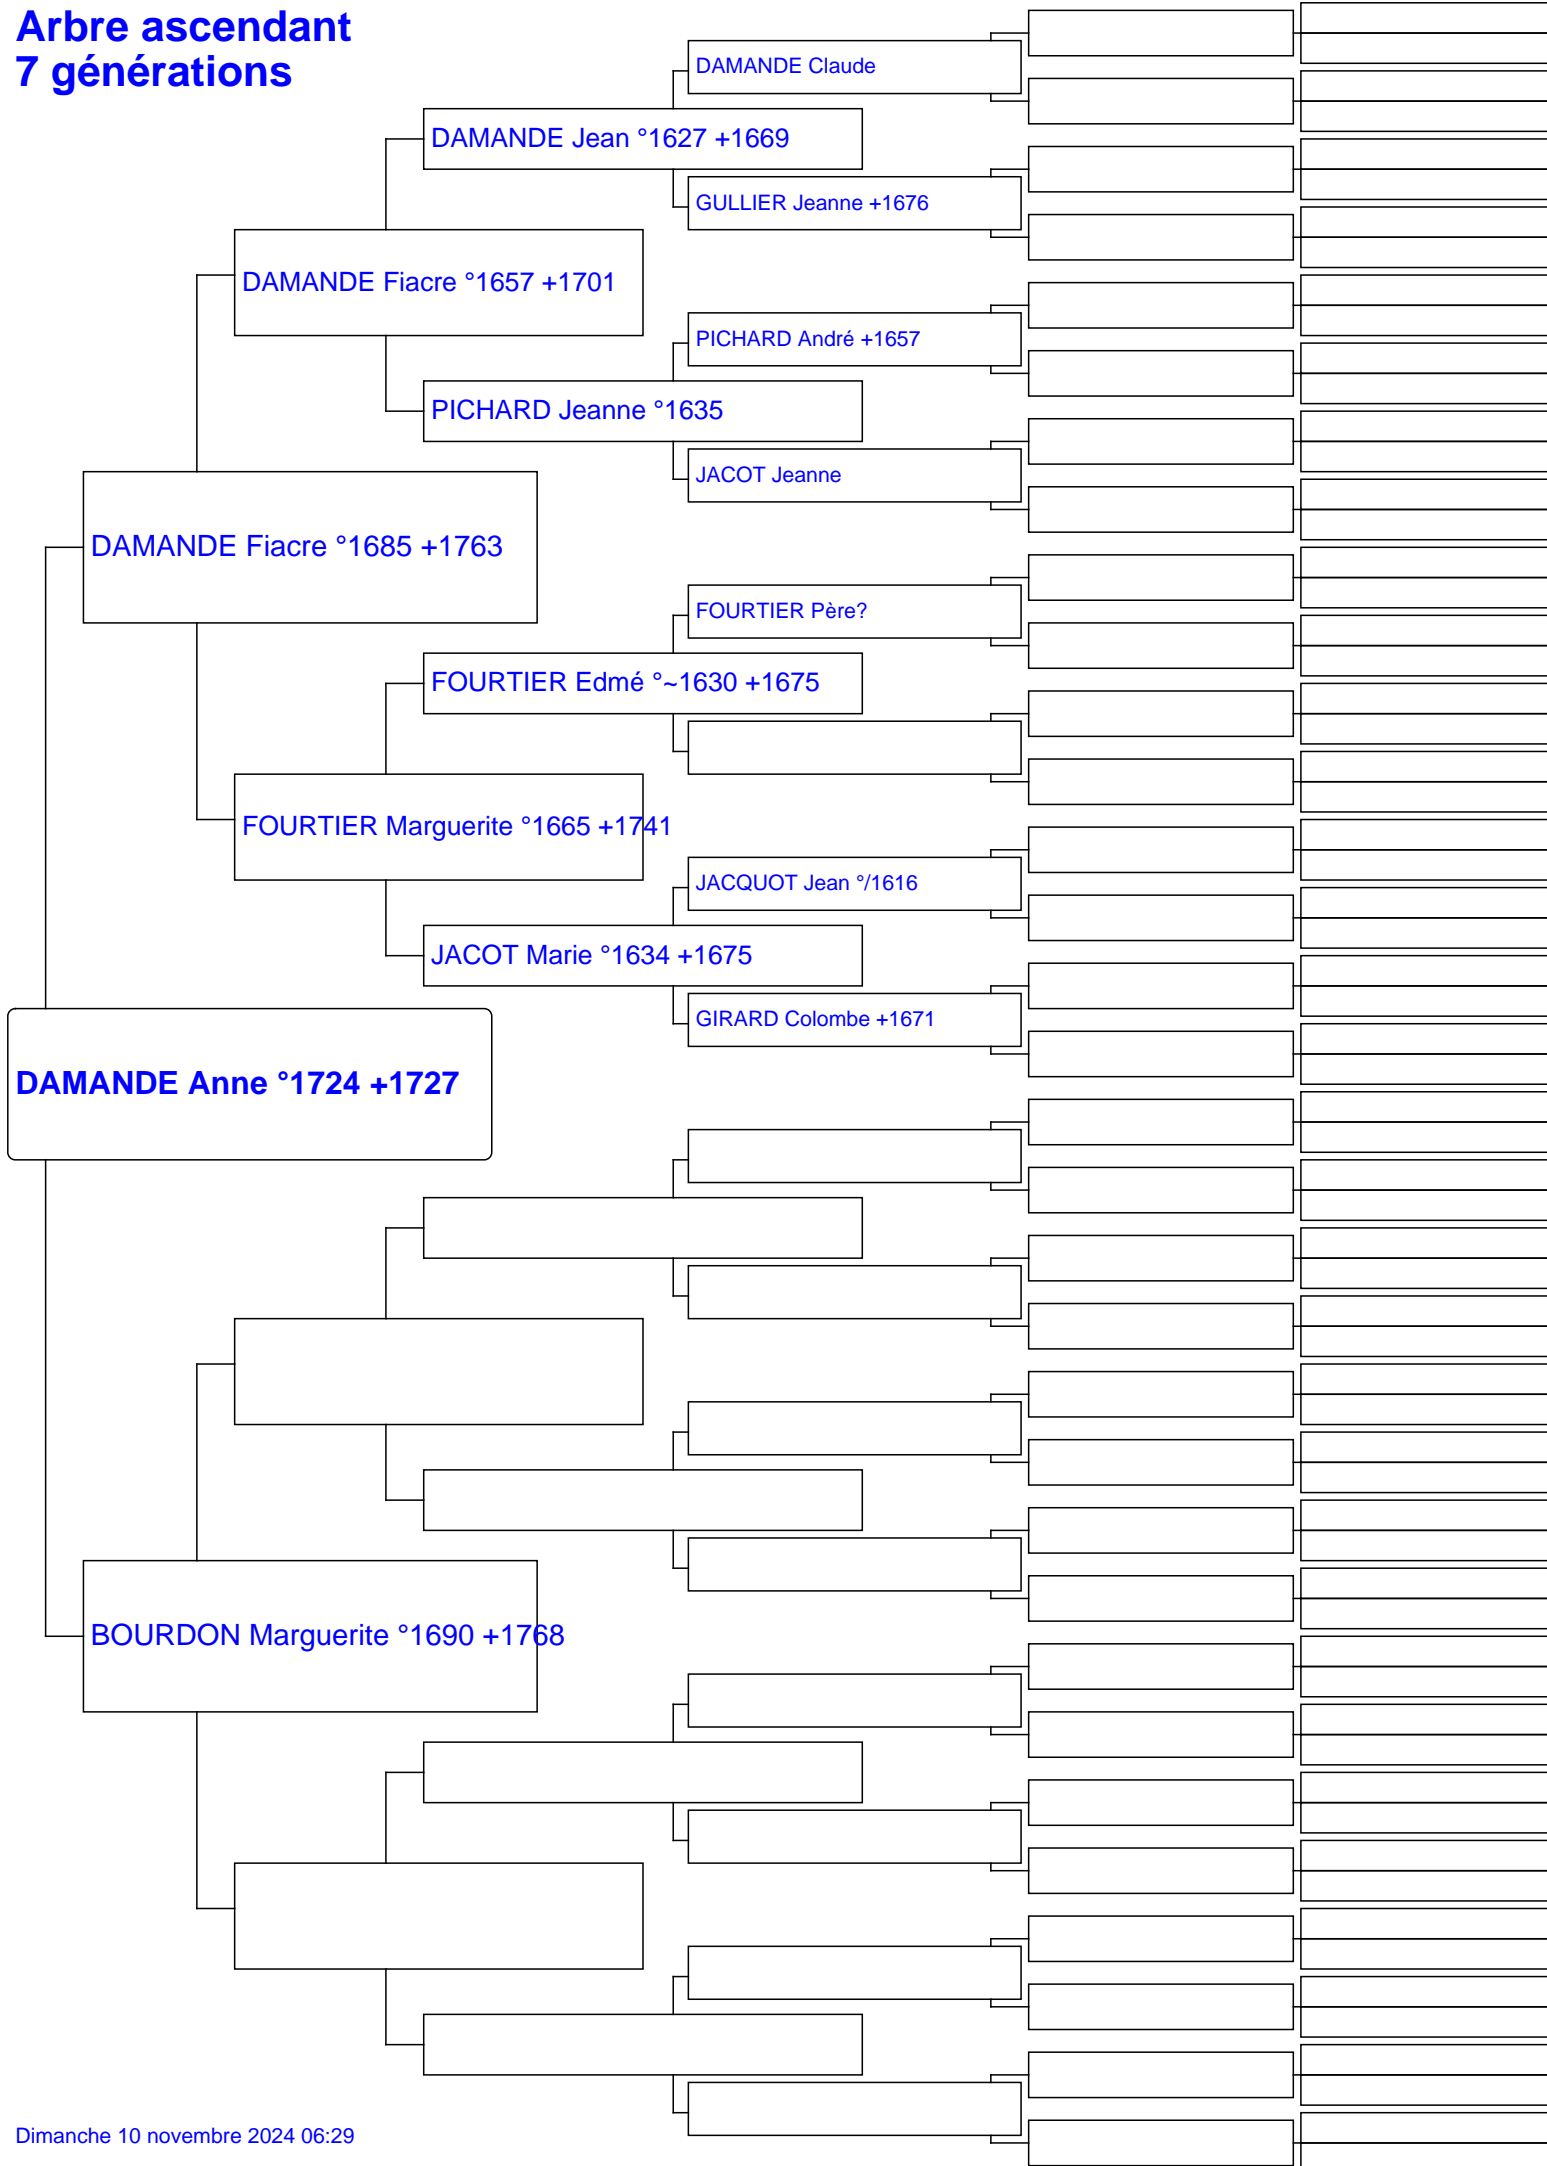 Arbre ascendant
7 générations
DAMANDE Claude
DAMANDE Jean °1627 +1669
GULLIER Jeanne +1676
DAMANDE Fiacre °1657 +1701
PICHARD André +1657
PICHARD Jeanne °1635
JACOT Jeanne
DAMANDE Fiacre °1685 +1763
FOURTIER Père?
FOURTIER Edmé °~1630 +1675
FOURTIER Marguerite °1665 +1741
JACQUOT Jean °/1616
JACOT Marie °1634 +1675
GIRARD Colombe +1671
DAMANDE Anne °1724 +1727
BOURDON Marguerite °1690 +1768
Dimanche 10 novembre 2024 06:29